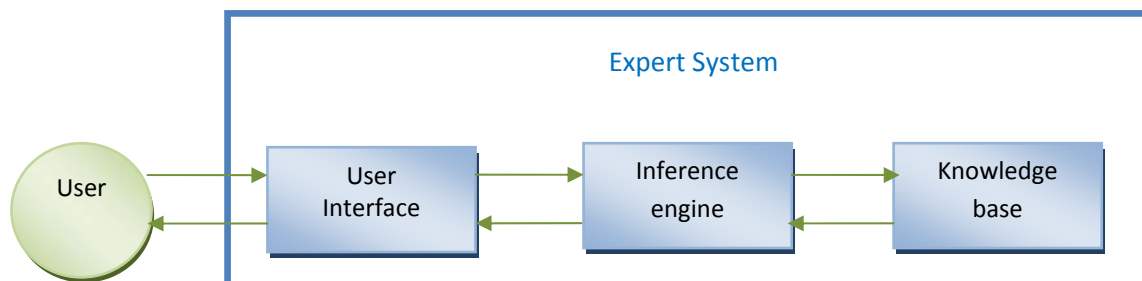 Expert System
User
User
Interface
Inference
engine
Knowledge
base